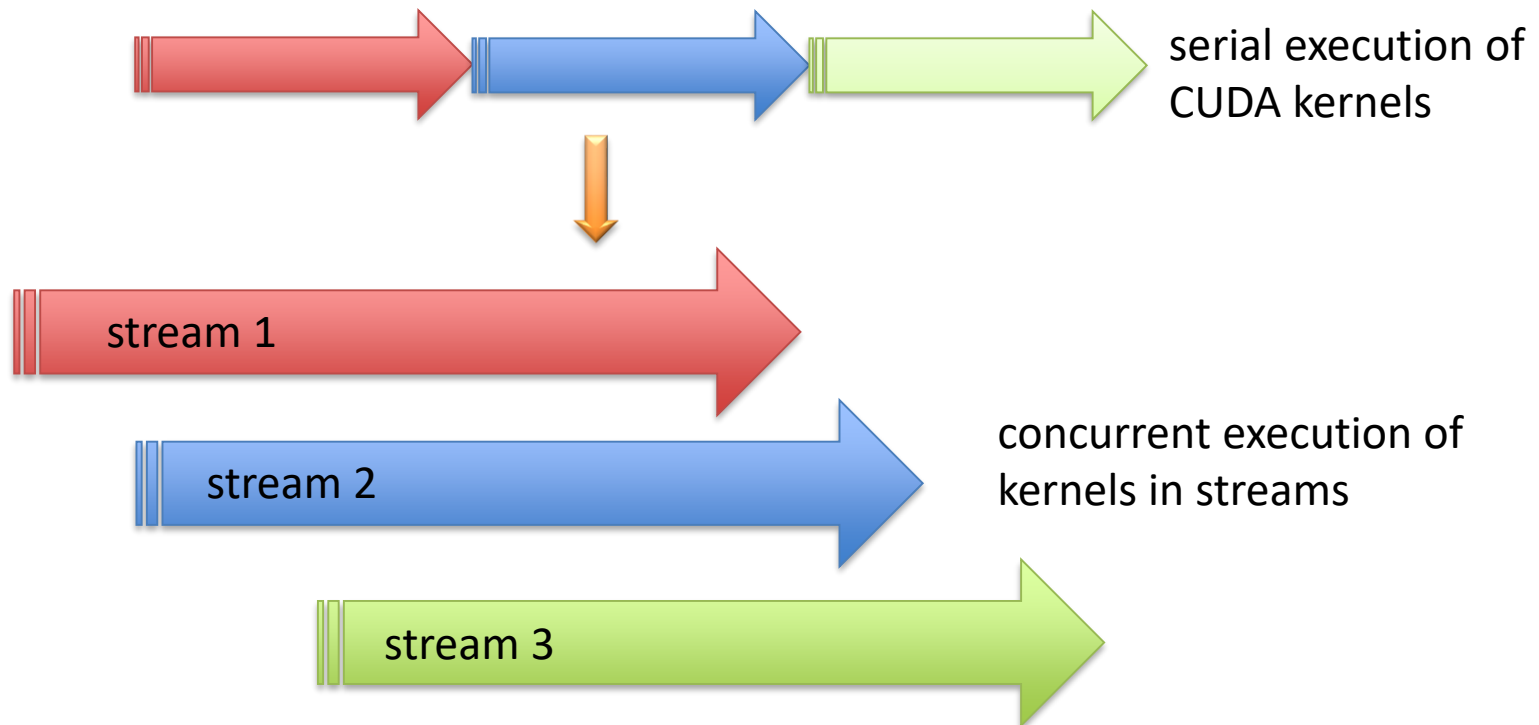 serial execution of
CUDA kernels
stream 1
stream 2
concurrent execution of
kernels in streams
stream 3